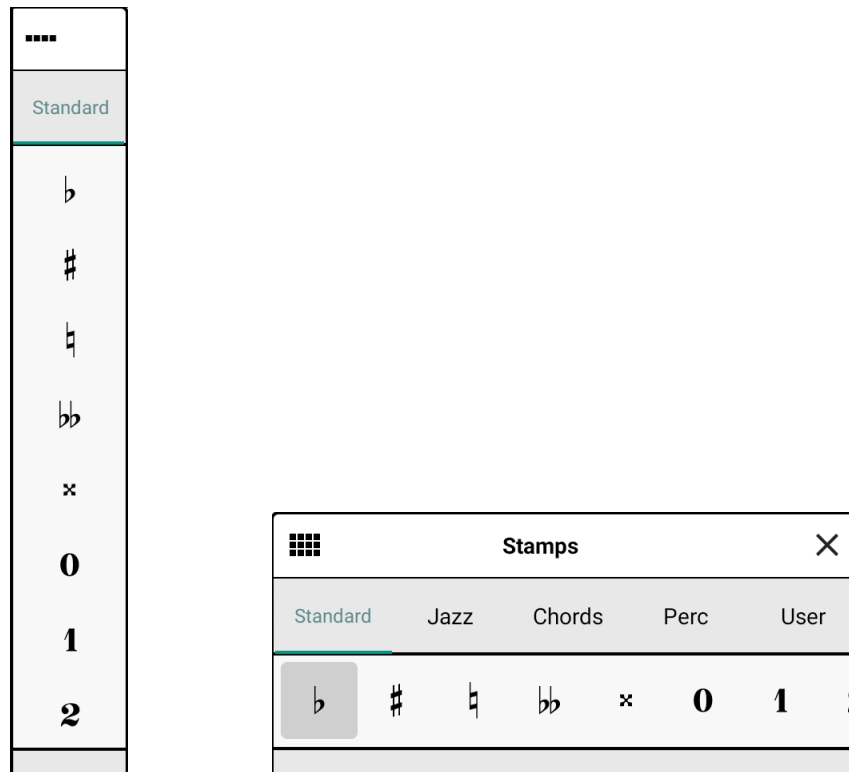 Standard
♭
♯
♮
𝄫
𝄪
0
1
2
Stamps
Standard Jazz Chords Perc User
♭ ♯ ♮ 𝄫 𝄪 0 1